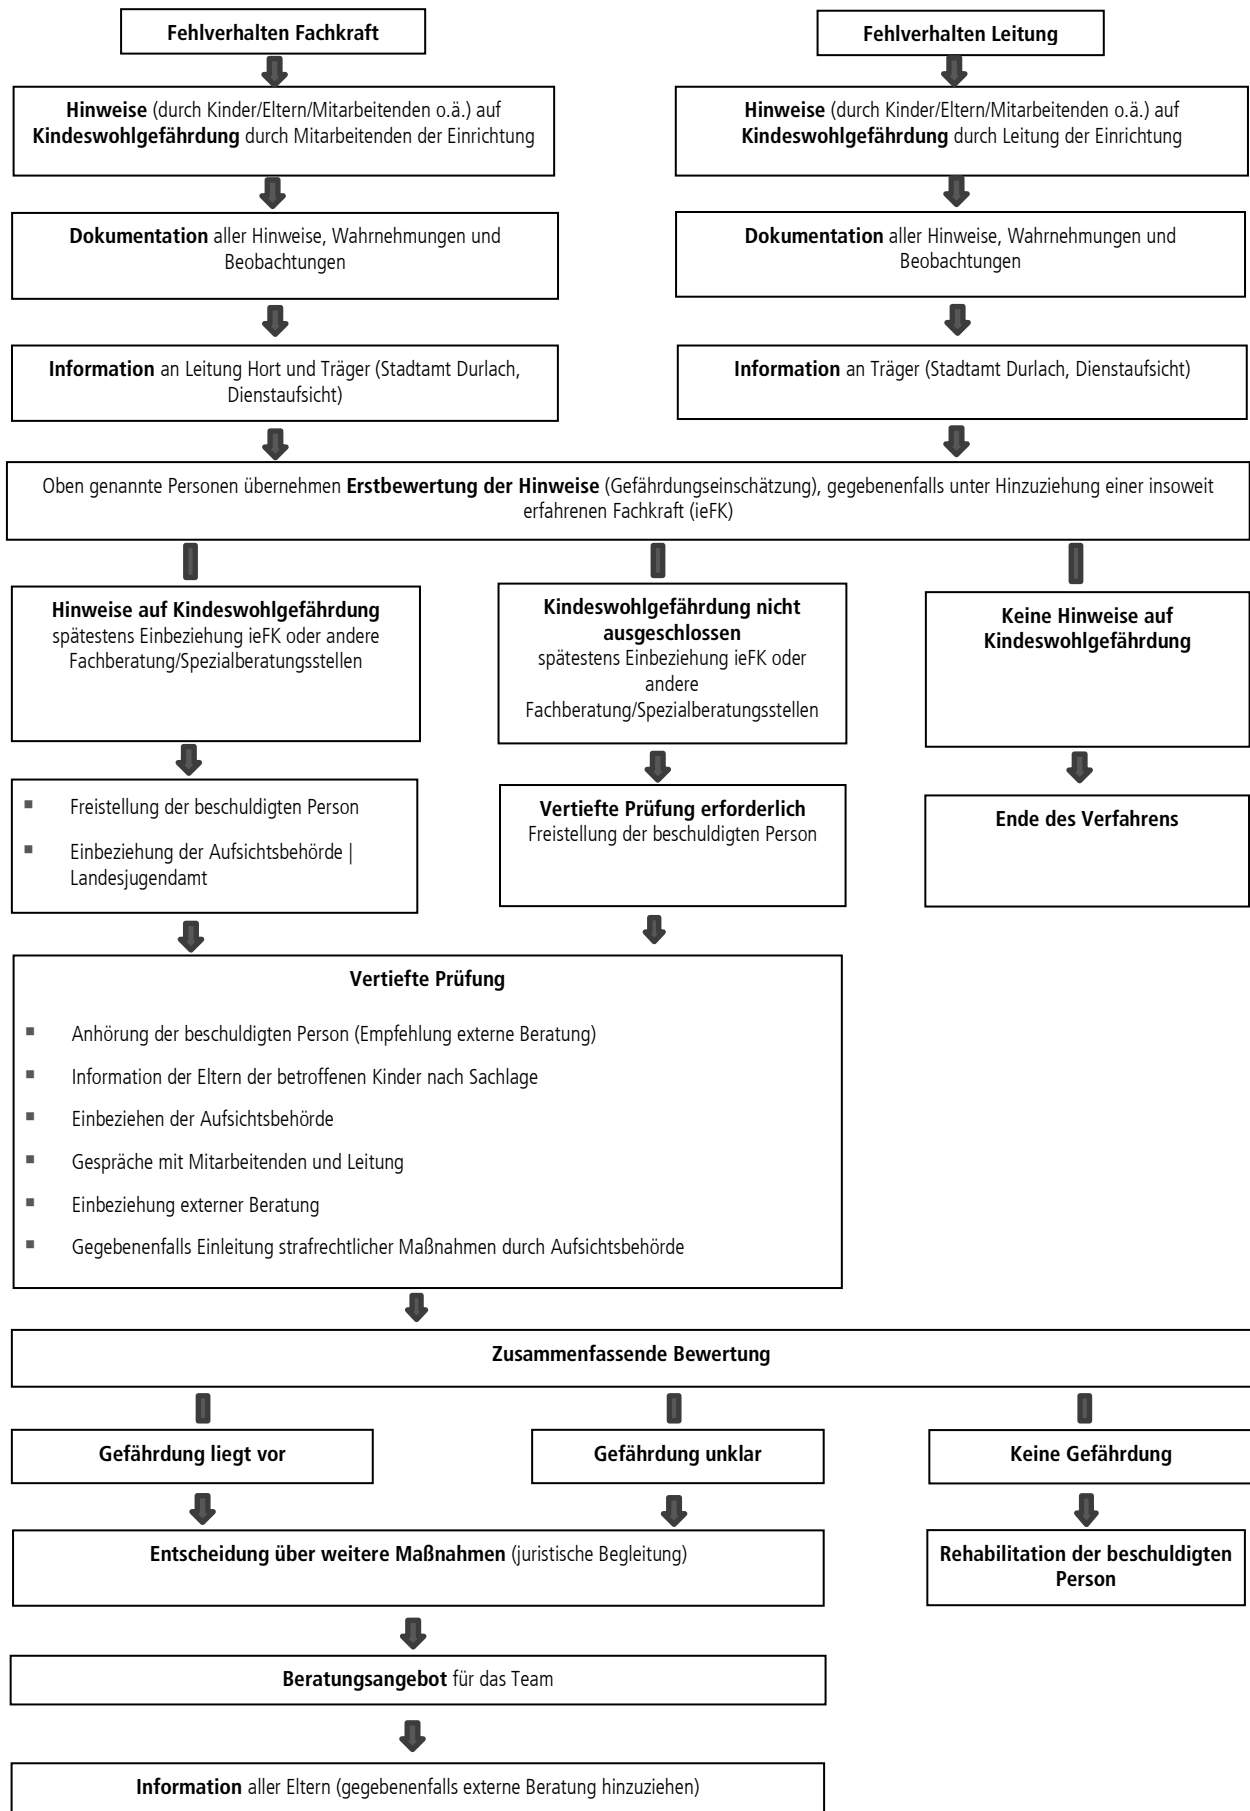 Fehlverhalten Fachkraft
Fehlverhalten Leitung
Hinweise (durch Kinder/Eltern/Mitarbeitenden o.ä.) auf
Kindeswohlgefährdung durch Mitarbeitenden der Einrichtung
Hinweise (durch Kinder/Eltern/Mitarbeitenden o.ä.) auf
Kindeswohlgefährdung durch Leitung der Einrichtung
Dokumentation aller Hinweise, Wahrnehmungen und
Beobachtungen
Dokumentation aller Hinweise, Wahrnehmungen und
Beobachtungen
Information an Leitung Hort und Träger (Stadtamt Durlach,
Dienstaufsicht)
Information an Träger (Stadtamt Durlach, Dienstaufsicht)
Oben genannte Personen übernehmen Erstbewertung der Hinweise (Gefährdungseinschätzung), gegebenenfalls unter Hinzuziehung einer insoweit
erfahrenen Fachkraft (ieFK)
Hinweise auf Kindeswohlgefährdung
spätestens Einbeziehung ieFK oder andere
Fachberatung/Spezialberatungsstellen
Kindeswohlgefährdung nicht
ausgeschlossen
spätestens Einbeziehung ieFK oder
andere
Fachberatung/Spezialberatungsstellen
Keine Hinweise auf
Kindeswohlgefährdung
▪ Freistellung der beschuldigten Person
▪ Einbeziehung der Aufsichtsbehörde |
Landesjugendamt
Vertiefte Prüfung erforderlich
Freistellung der beschuldigten Person
Ende des Verfahrens
Vertiefte Prüfung
▪ Anhörung der beschuldigten Person (Empfehlung externe Beratung)
▪ Information der Eltern der betroffenen Kinder nach Sachlage
▪ Einbeziehen der Aufsichtsbehörde
▪ Gespräche mit Mitarbeitenden und Leitung
▪ Einbeziehung externer Beratung
▪ Gegebenenfalls Einleitung strafrechtlicher Maßnahmen durch Aufsichtsbehörde
Zusammenfassende Bewertung
Gefährdung liegt vor
Gefährdung unklar
Keine Gefährdung
Entscheidung über weitere Maßnahmen (juristische Begleitung)
Rehabilitation der beschuldigten
Person
Beratungsangebot für das Team
Information aller Eltern (gegebenenfalls externe Beratung hinzuziehen)